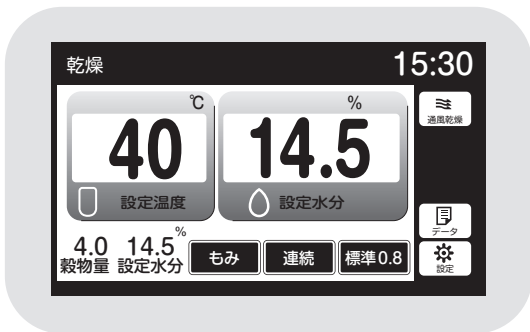 乾燥 15:30
℃ %
40 14.5
設定温度 設定水分
通風乾燥
データ
設定
4.0 14.5%
穀物量 設定水分
もみ 連続 標準0.8